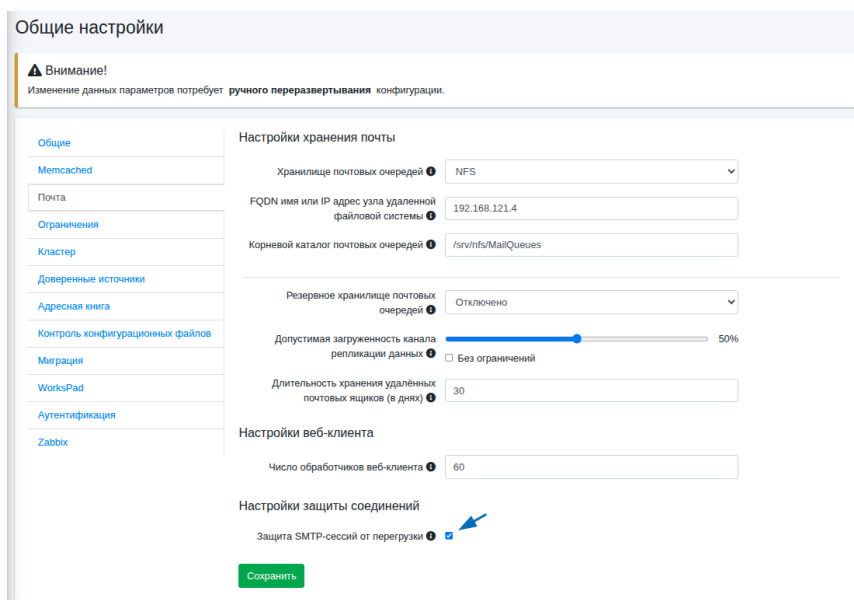 Общие настройки
Внимание!
Изменение данных параметров потребует ручного переразвертывания конфигурации.
Общие
Memcached
Почта
Ограничения
Кластер
Доверенные источники
Адресная книга
Контроль конфигурационных файлов
Миграция
WorksPad
Аутентификация
Zabbix
Настройки хранения почты
Хранилище почтовых очередей NFS
FQDN имя или IP адрес узла удаленной
файловой системы 192.168.121.4
Корневой каталог почтовых очередей /srv/nfs/MailQueues
Резервное хранилище почтовых
очередей Отключено
Допустимая загруженность канала
репликации данных 50%
Без ограничений
Длительность хранения удалённых
почтовых ящиков (в днях) 30
Настройки веб-клиента
Число обработчиков веб-клиента 60
Настройки защиты соединений
Защита SMTP-сессий от перегрузки
Сохранить